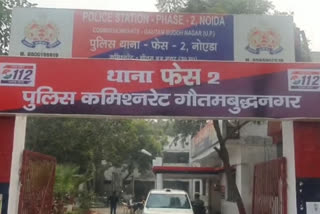 POLICE STATION - PHASE - 2, NOIDA
COMMISSIONERATE - GAUTAM BUDDH NAGAR (U.P.)
पुलिस थाना - फेस - 2, नोएडा
थाना फेस 2
112
112
पुलिस कमिश्नरेट गौतमबुद्धनगर